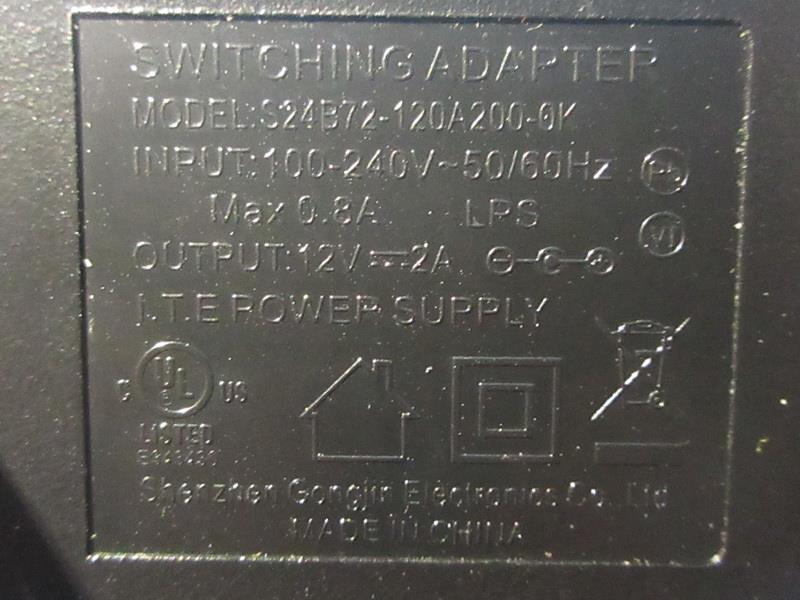 SWITCHING ADAPTER
MODEL:S24B72-120A200-0K
INPUT:100-240V~50/60Hz
Max 0.8A LPS
VI
OUTPUT:12V⎓2A
I.T.E POWER SUPPLY
C UL US
LISTED
Shenzhen Gongjin Electronics Co., Ltd
MADE IN CHINA